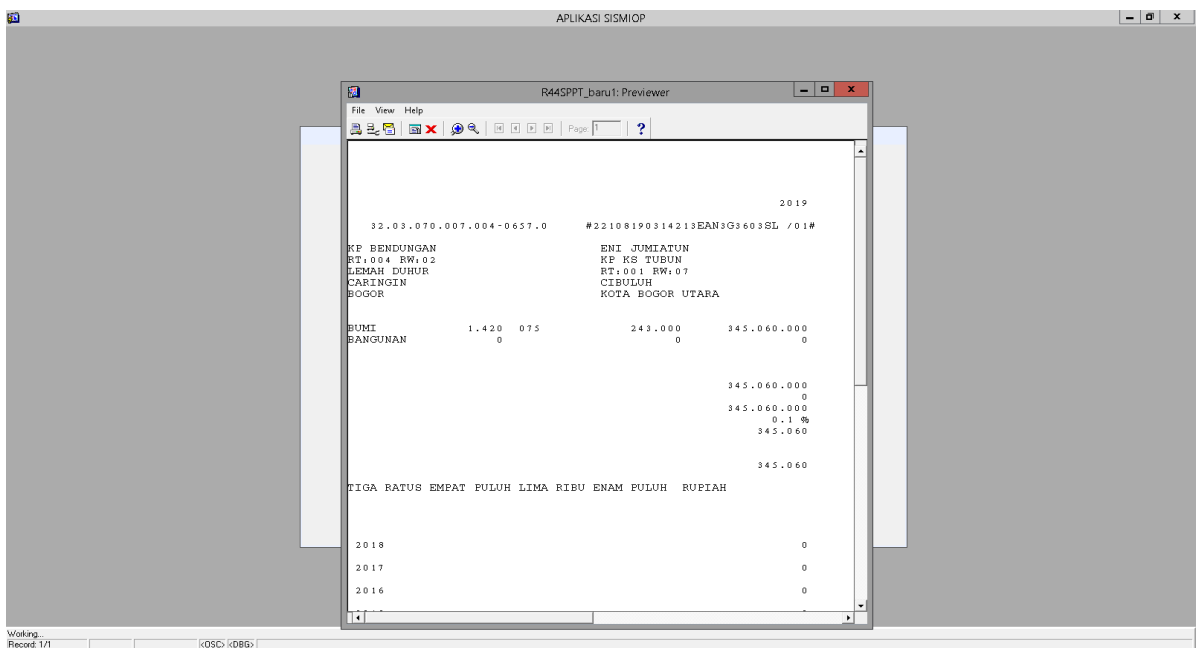 APLIKASI SISMIOP
R44SPPT_baru1: Previewer
File View Help
Page: 1
2019
32.03.070.007.004-0657.0 #22108190314213EAN3G3603SL /01#
KP BENDUNGAN ENI JUMIATUN
RT:004 RW:02 KP KS TUBUN
LEMAH DUHUR RT:001 RW:07
CARINGIN CIBULUH
BOGOR KOTA BOGOR UTARA
BUMI 1.420 075 243.000 345.060.000
BANGUNAN 0 0 0
345.060.000
0
345.060.000
0.1 %
345.060
345.060
TIGA RATUS EMPAT PULUH LIMA RIBU ENAM PULUH RUPIAH
2018 0
2017 0
2016 0
Working...
Record: 1/1 <OSC> <DBG>